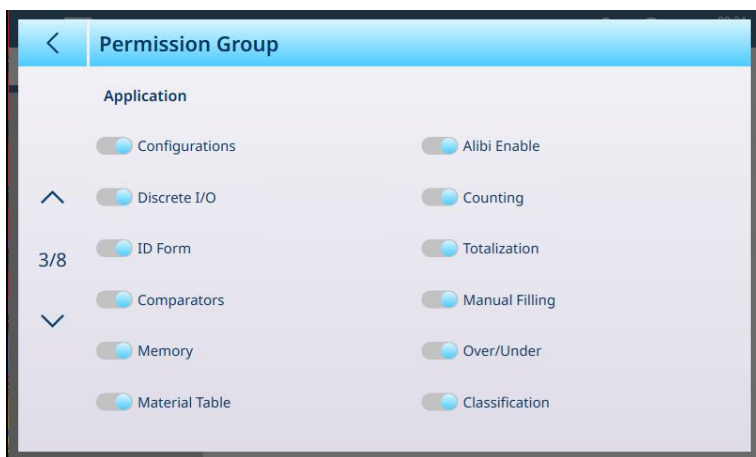 Permission Group
Application
Configurations
Alibi Enable
Discrete I/O
Counting
3/8
ID Form
Totalization
Comparators
Manual Filling
Memory
Over/Under
Material Table
Classification